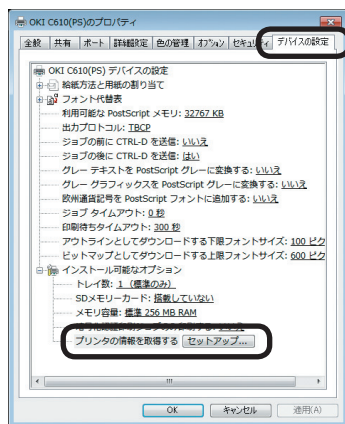 OKI C610(PS)のプロパティ
全般 共有 ポート 詳細設定 色の管理 オプション セキュリティ デバイスの設定
OKI C610(PS) デバイスの設定
給紙方法と用紙の割り当て
フォント代替表
利用可能な PostScript メモリ: 32767 KB
出力プロトコル: TBCP
ジョブの前に CTRL-D を送信: いいえ
ジョブの後に CTRL-D を送信: はい
グレー テキストを PostScript グレーに変換する: いいえ
グレー グラフィックスを PostScript グレーに変換する: いいえ
欧州通貨記号を PostScript フォントに追加する: いいえ
ジョブ タイムアウト: 0 秒
印刷待ちタイムアウト: 300 秒
アウトラインとしてダウンロードする下限フォントサイズ: 100 ピク
ビットマップとしてダウンロードする上限フォントサイズ: 600 ピク
インストール可能なオプション
トレイ数: 1 (標準のみ)
SDメモリーカード: 搭載していない
メモリ容量: 標準 256 MB RAM
プリンタの情報を取得する セットアップ...
OK キャンセル 適用(A)